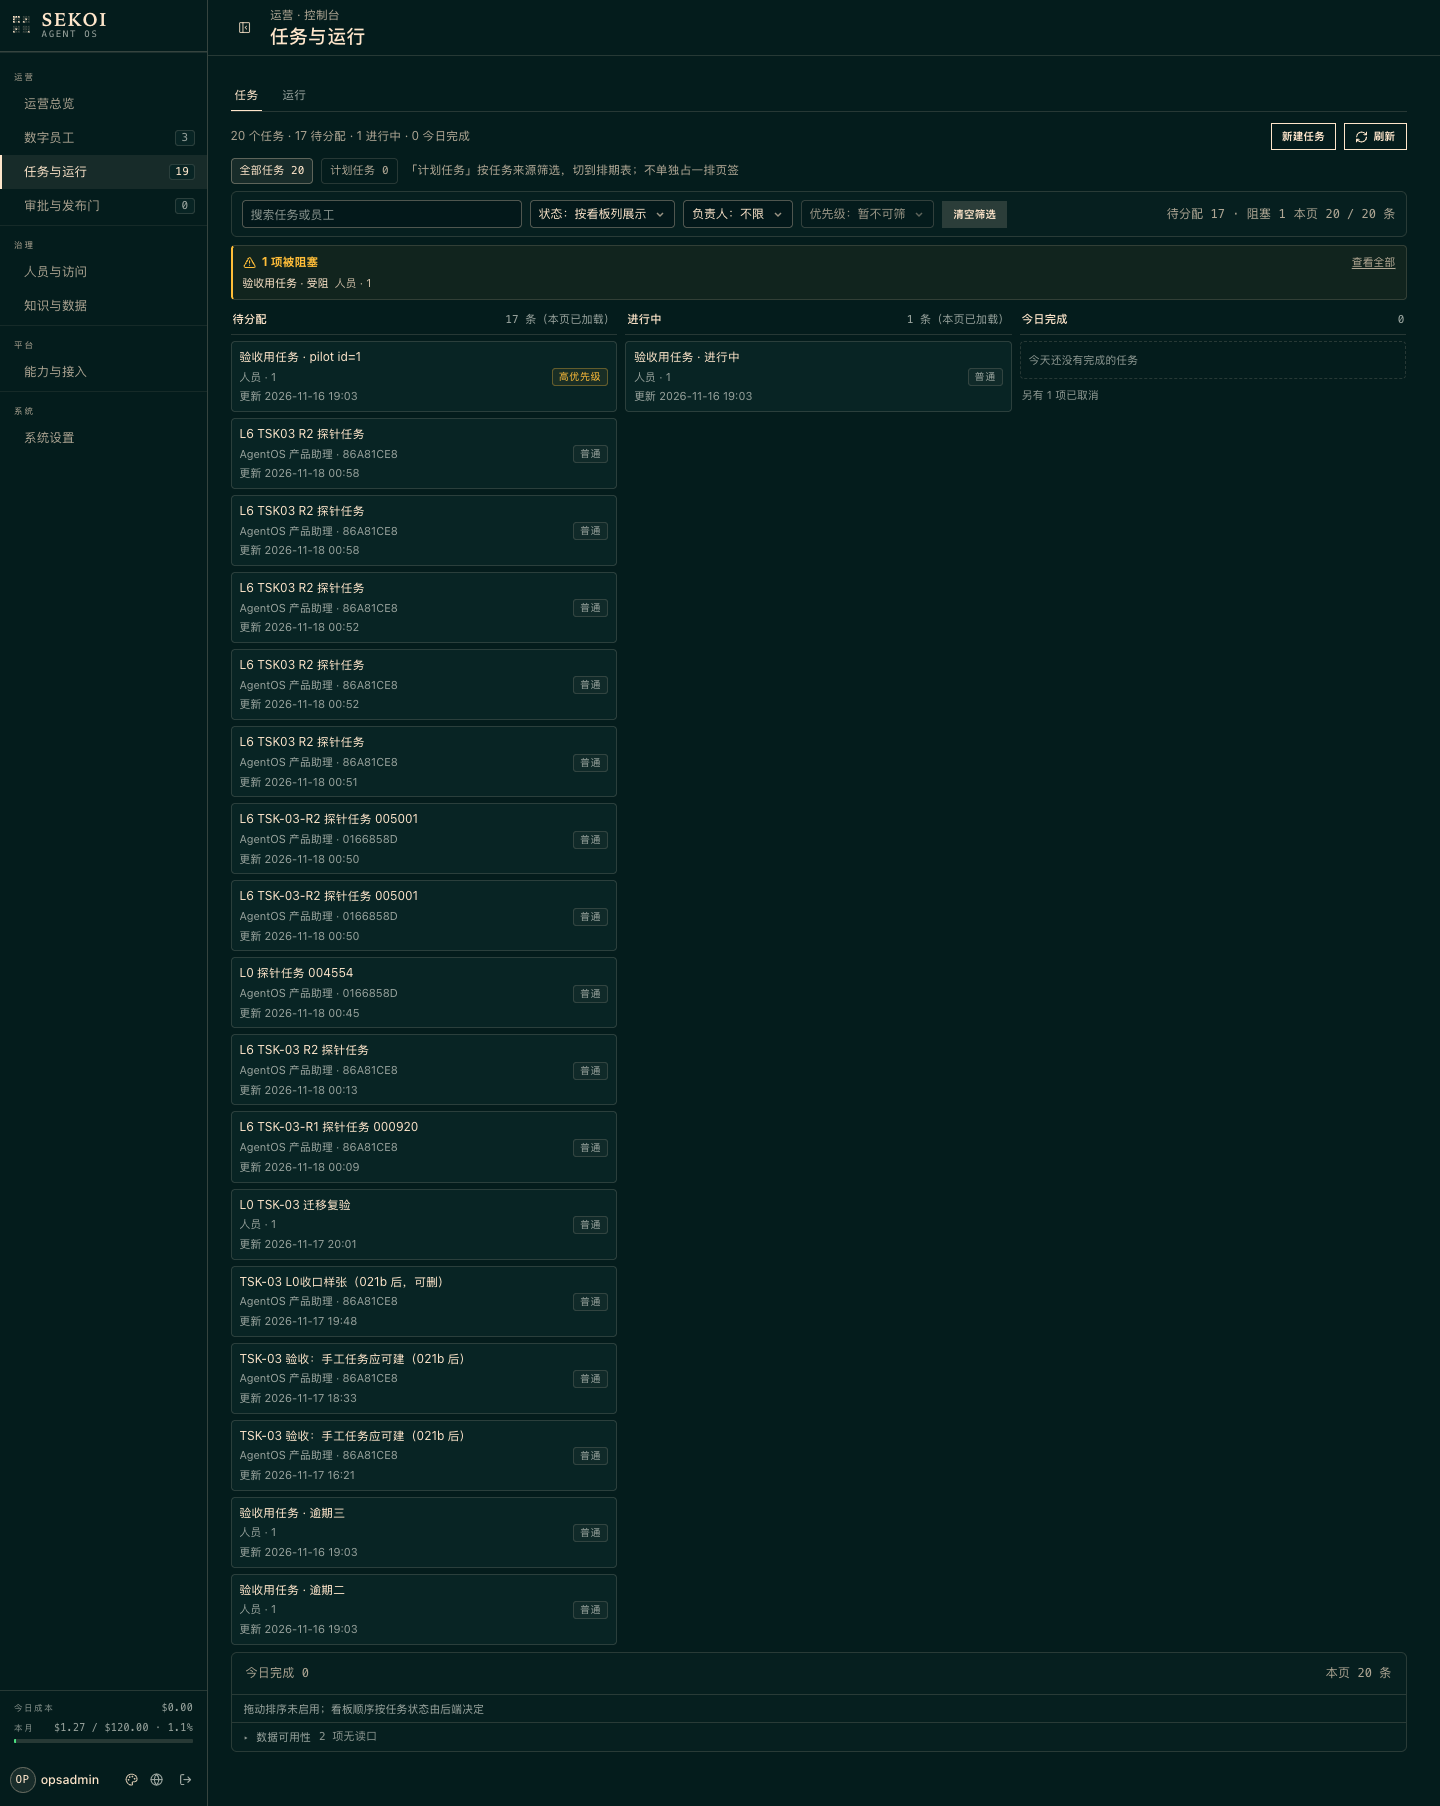 SEKOI
AGENT OS
运营
运营总览
数字员工 3
任务与运行 19
审批与发布门 0
治理
人员与访问
知识与数据
平台
能力与接入
系统
系统设置
今日成本 $0.00
本月 $1.27 / $120.00 · 1.1%
OP opsadmin
运营 · 控制台
任务与运行
任务 运行
20 个任务 · 17 待分配 · 1 进行中 · 0 今日完成
新建任务 刷新
全部任务 20 计划任务 0 「计划任务」按任务来源筛选，切到排期表；不单独占一排页签
搜索任务或员工 状态：按看板列展示 负责人：不限 优先级：暂不可筛 清空筛选 待分配 17 · 阻塞 1 本页 20 / 20 条
1 项被阻塞 查看全部
验收用任务 · 受阻 人员 · 1
待分配 17 条（本页已加载）
验收用任务 · pilot id=1
人员 · 1
高优先级
更新 2026-11-16 19:03
L6 TSK03 R2 探针任务
AgentOS 产品助理 · 86A81CE8
普通
更新 2026-11-18 00:58
L6 TSK03 R2 探针任务
AgentOS 产品助理 · 86A81CE8
普通
更新 2026-11-18 00:58
L6 TSK03 R2 探针任务
AgentOS 产品助理 · 86A81CE8
普通
更新 2026-11-18 00:52
L6 TSK03 R2 探针任务
AgentOS 产品助理 · 86A81CE8
普通
更新 2026-11-18 00:52
L6 TSK03 R2 探针任务
AgentOS 产品助理 · 86A81CE8
普通
更新 2026-11-18 00:51
L6 TSK-03-R2 探针任务 005001
AgentOS 产品助理 · 0166858D
普通
更新 2026-11-18 00:50
L6 TSK-03-R2 探针任务 005001
AgentOS 产品助理 · 0166858D
普通
更新 2026-11-18 00:50
L0 探针任务 004554
AgentOS 产品助理 · 0166858D
普通
更新 2026-11-18 00:45
L6 TSK-03 R2 探针任务
AgentOS 产品助理 · 86A81CE8
普通
更新 2026-11-18 00:13
L6 TSK-03-R1 探针任务 000920
AgentOS 产品助理 · 86A81CE8
普通
更新 2026-11-18 00:09
L0 TSK-03 迁移复验
人员 · 1
普通
更新 2026-11-17 20:01
TSK-03 L0收口样张（021b 后，可删）
AgentOS 产品助理 · 86A81CE8
普通
更新 2026-11-17 19:48
TSK-03 验收：手工任务应可建（021b 后）
AgentOS 产品助理 · 86A81CE8
普通
更新 2026-11-17 18:33
TSK-03 验收：手工任务应可建（021b 后）
AgentOS 产品助理 · 86A81CE8
普通
更新 2026-11-17 16:21
验收用任务 · 逾期三
人员 · 1
普通
更新 2026-11-16 19:03
验收用任务 · 逾期二
人员 · 1
普通
更新 2026-11-16 19:03
进行中 1 条（本页已加载）
验收用任务 · 进行中
人员 · 1
普通
更新 2026-11-16 19:03
今日完成 0
今天还没有完成的任务
另有 1 项已取消
今日完成 0 本页 20 条
拖动排序未启用；看板顺序按任务状态由后端决定
数据可用性 2 项无读口